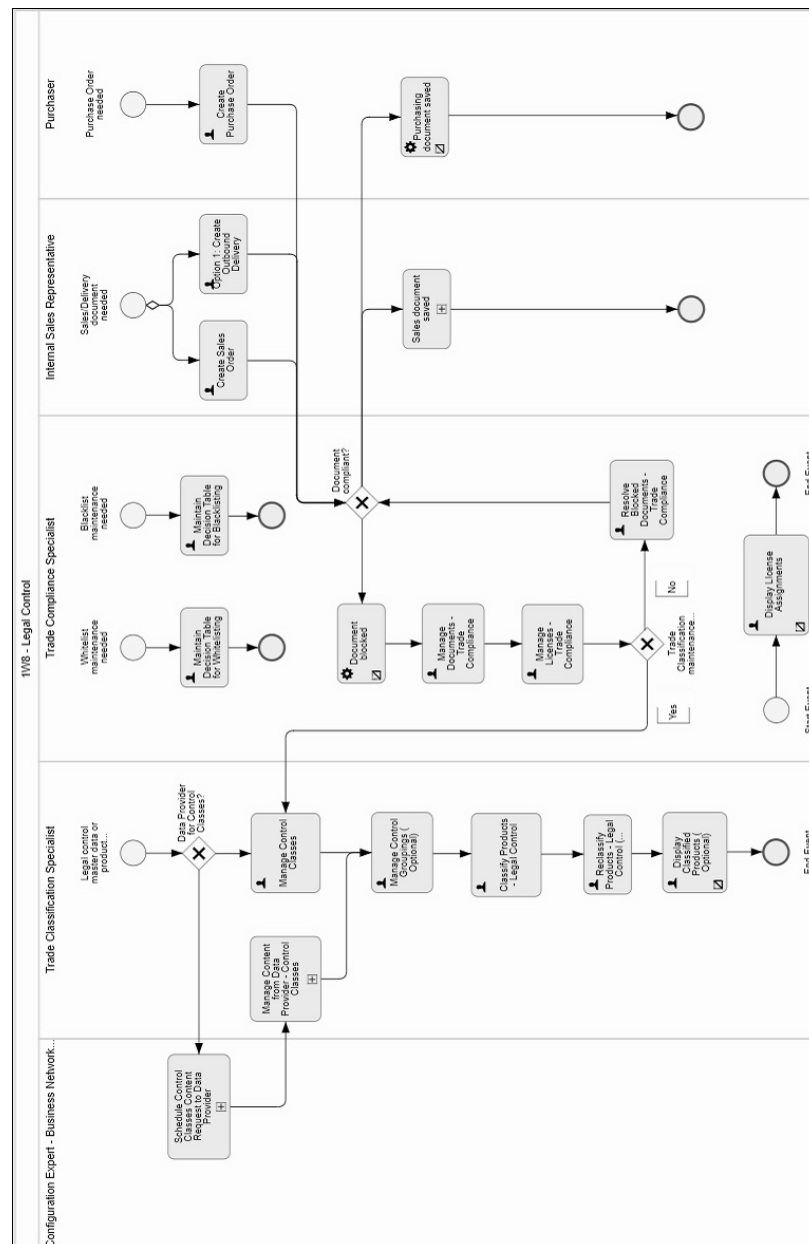 1W8 - Legal Control
Configuration Expert - Business Network...
Trade Classification Specialist
Trade Compliance Specialist
Internal Sales Representative
Purchaser
Legal control
master data or
product...
Whitelist
maintenance
needed
Blacklist
maintenance
needed
Sales/Delivery
document
needed
Purchase Order
needed
Data Provider
for Control
Classes?
Schedule Control
Classes Content
Request to Data
Provider
Maintain
Decision Table
for Whitelisting
Maintain
Decision Table
for Blacklisting
Create Sales
Order
Option 1: Create
Outbound
Delivery
Create
Purchase Order
Manage Content
from Data
Provider - Control
Classes
Manage Control
Classes
Document
compliant?
Document
blocked
Manage Control
Groupings (
Optional)
Manage
Documents -
Trade
Compliance
Sales document
saved
Purchasing
document saved
Classify Products
- Legal Control
Manage
Licenses - Trade
Compliance
Reclassify
Products - Legal
Control (...
Trade
Classification
maintenance...
Yes
No
Resolve
Blocked
Documents -
Trade
Compliance
Display
Classified
Products (
Optional)
Display License
Assignments
End Event
Start Event
End Event